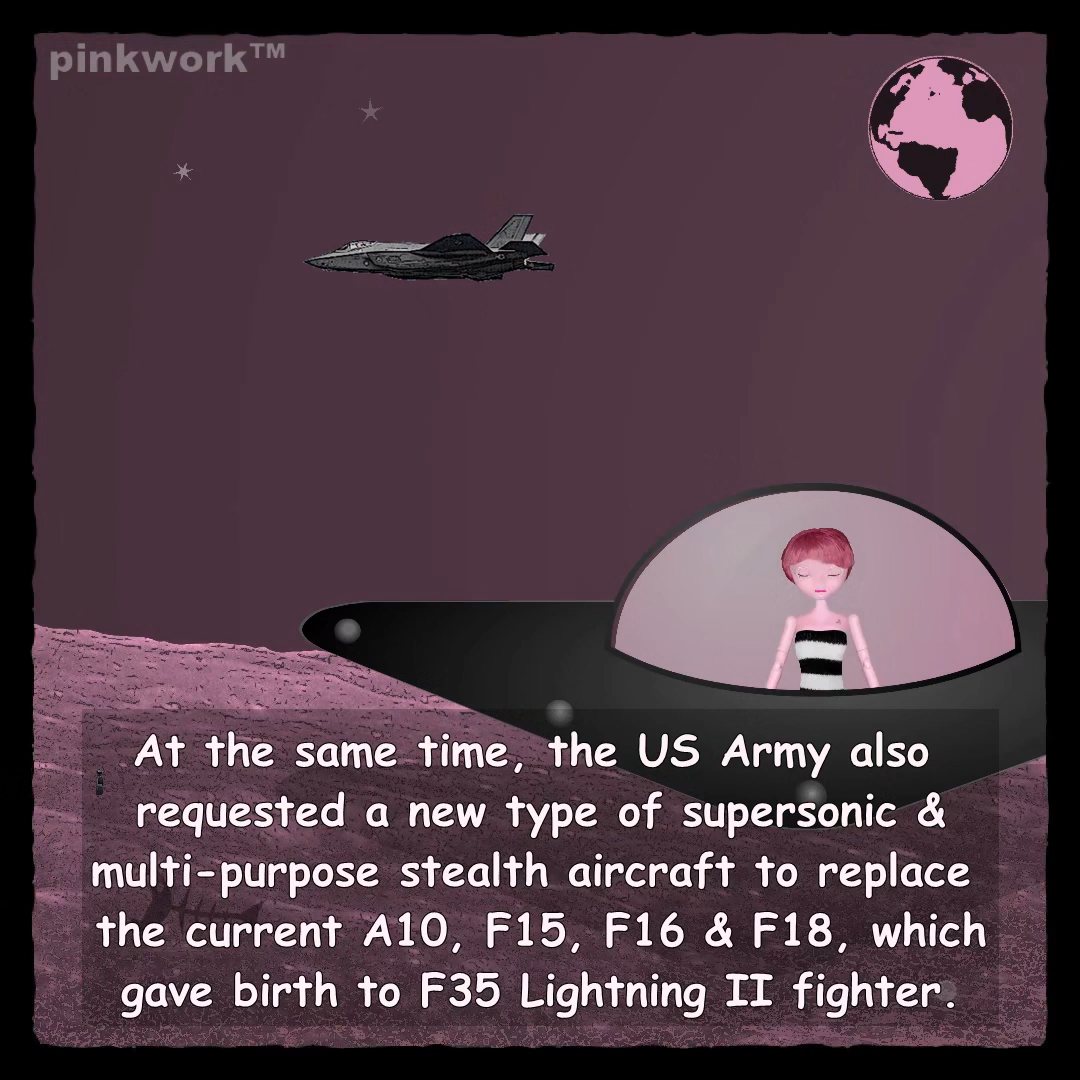 pinkwork™
At the same time, the US Army also
requested a new type of supersonic &
multi-purpose stealth aircraft to replace
the current A10, F15, F16 & F18, which
gave birth to F35 Lightning II fighter.